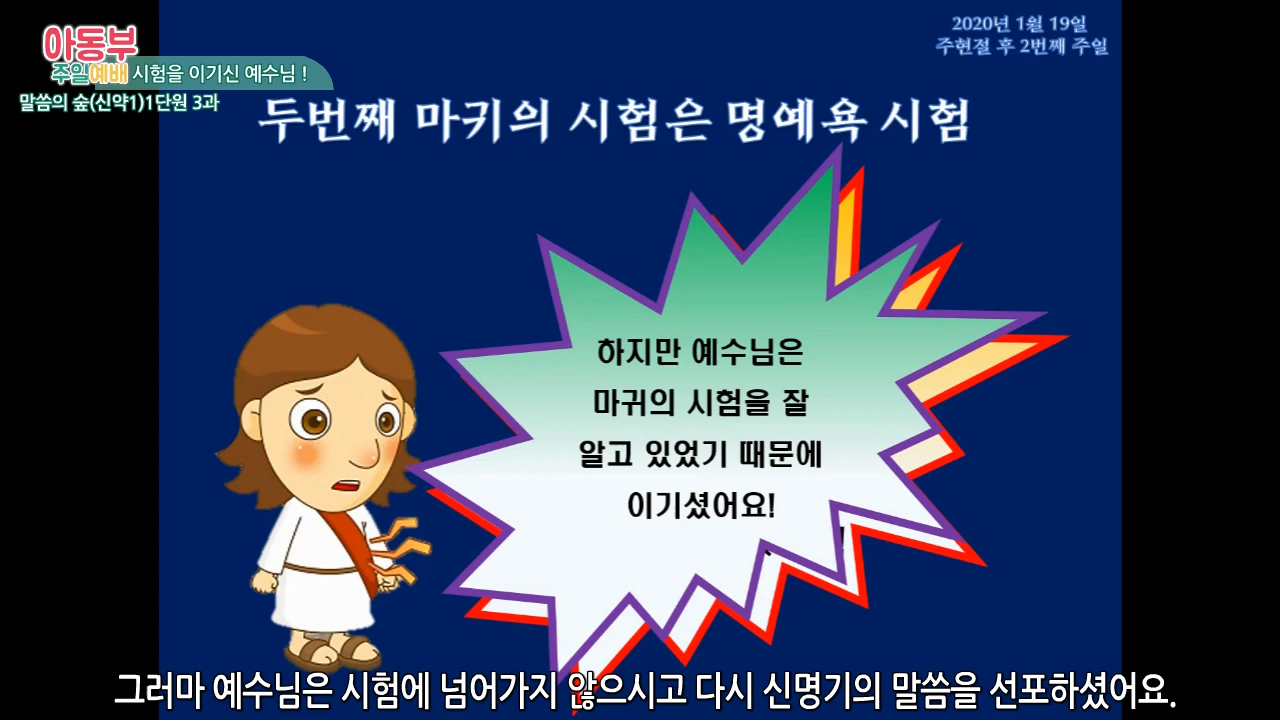 아동부
주일예배 시험을 이기신 예수님 !
말씀의 숲(신약1)1단원 3과
2020년 1월 19일
주현절 후 2번째 주일
두번째 마키의 시험은 명예욕 시험
하지만 예수님은
마귀의 시험을 잘
알고 있었기 때문에
이기셨어요!
그러마 예수님은 시험에 넘어가지 않으시고 다시 신명기의 말씀을 선포하셨어요.